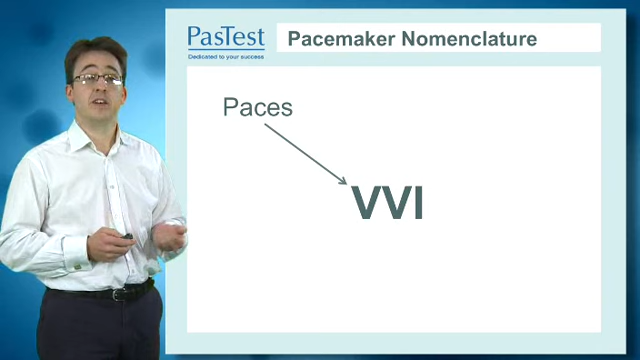 PasTest
Dedicated to your success
Pacemaker Nomenclature
Paces
VVI